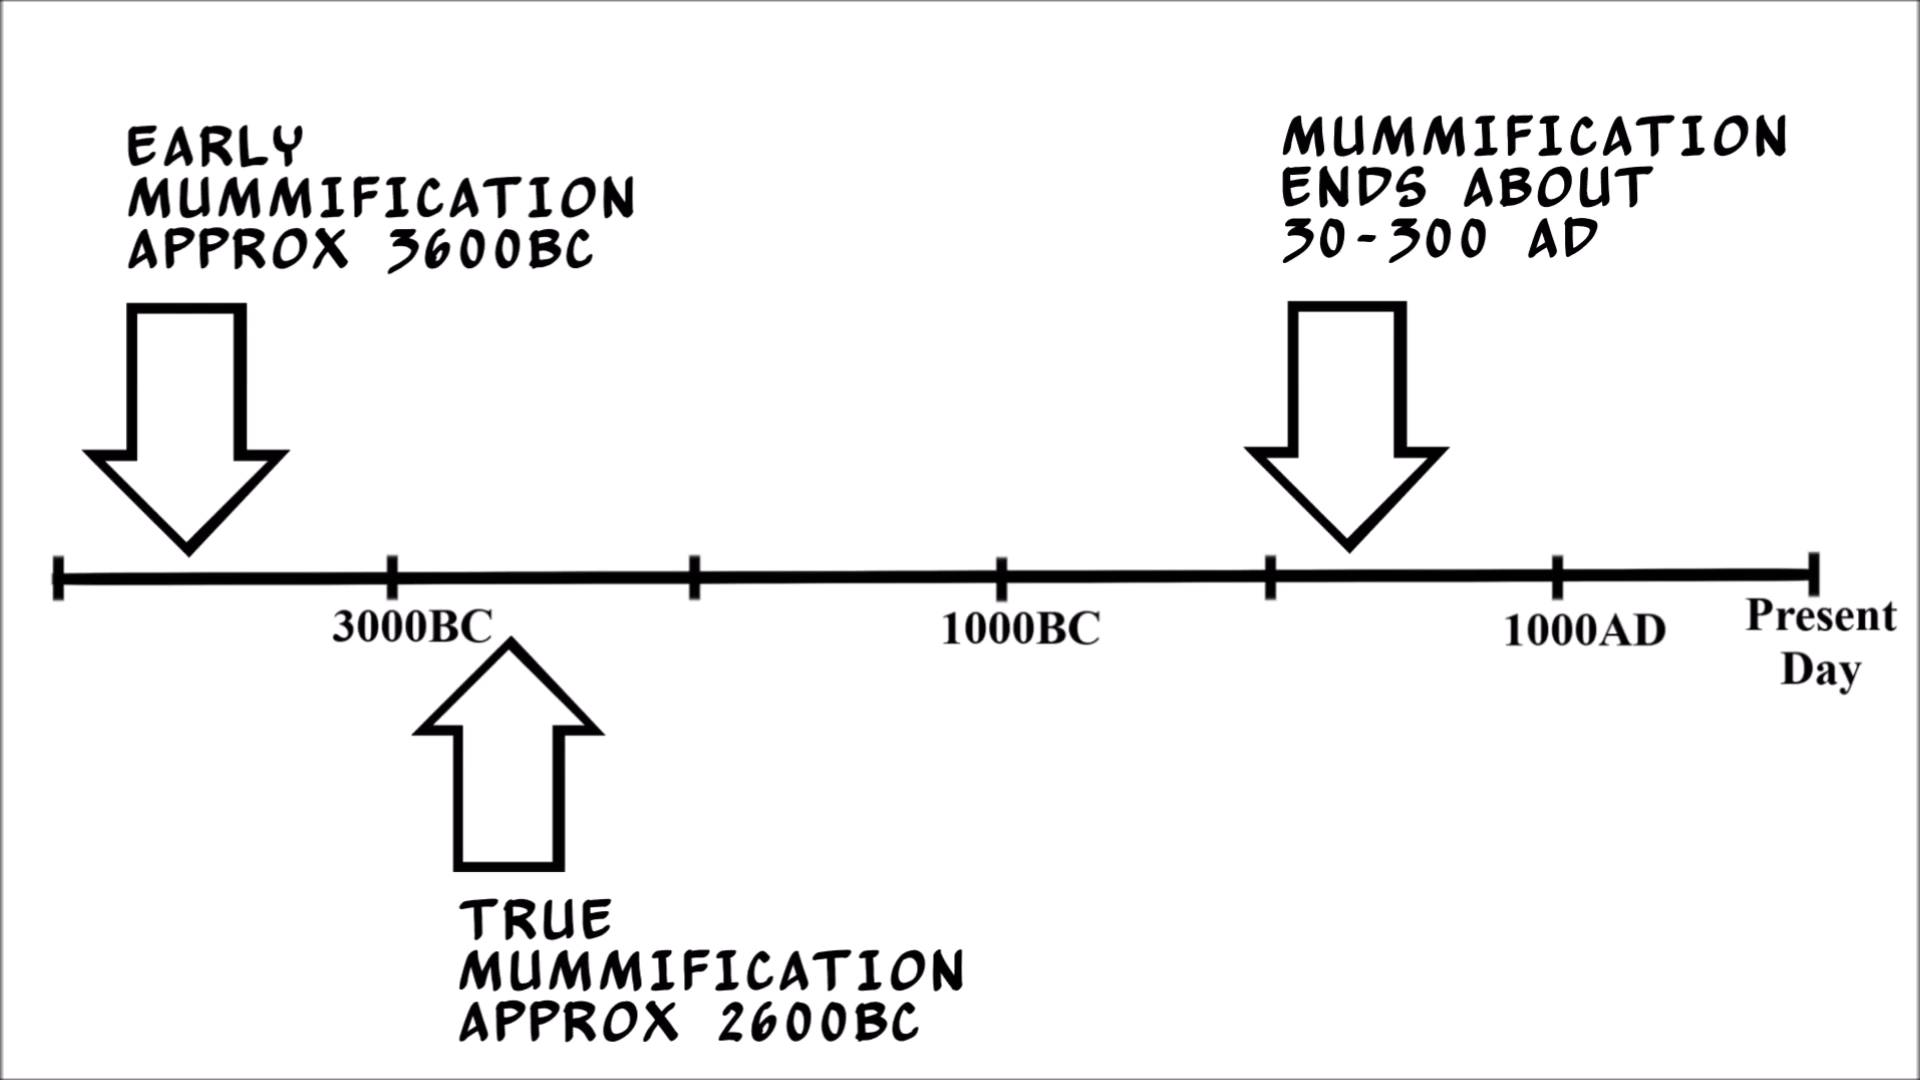 EARLY
MUMMIFICATION
APPROX 3600BC
MUMMIFICATION
ENDS ABOUT
30-300 AD
3000BC
1000BC
1000AD
Present
Day
TRUE
MUMMIFICATION
APPROX 2600BC